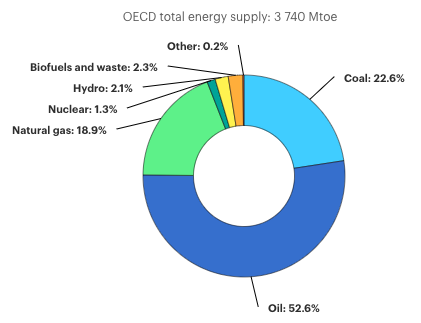 OECD total energy supply: 3 740 Mtoe
Other: 0.2%
Biofuels and waste: 2.3%
Coal: 22.6%
Hydro: 2.1%
Nuclear: 1.3%
Natural gas: 18.9%
Oil: 52.6%